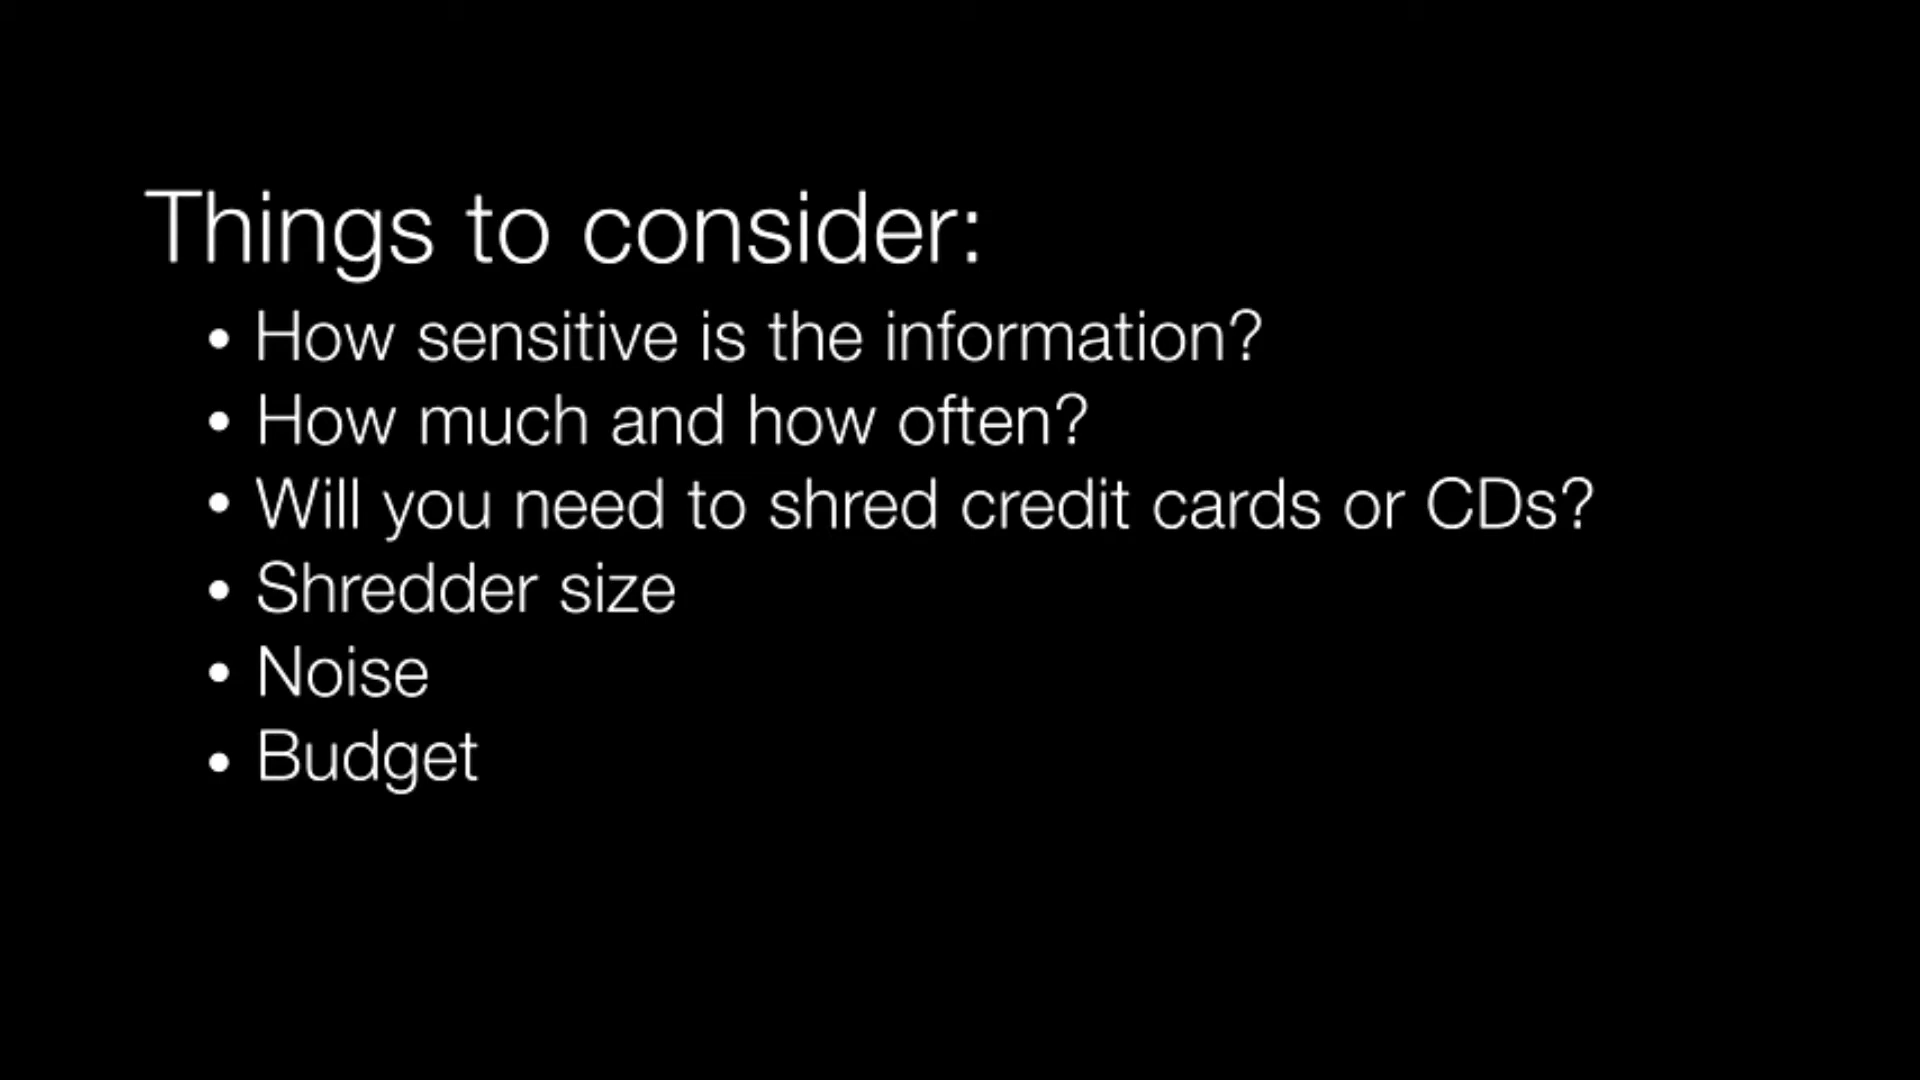 Things to consider:
• How sensitive is the information?
• How much and how often?
• Will you need to shred credit cards or CDs?
• Shredder size
• Noise
• Budget